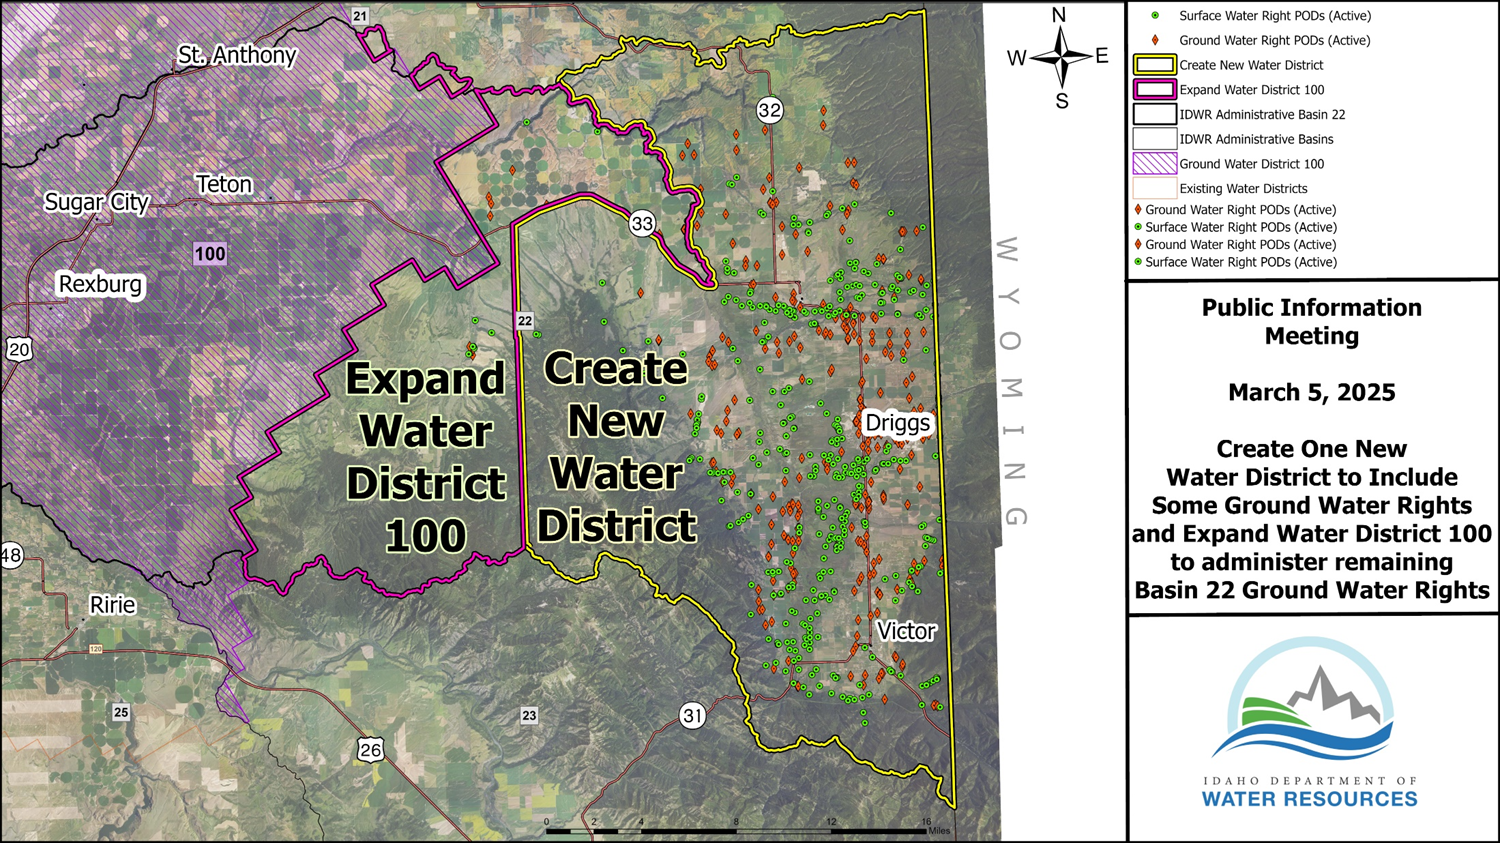 21
St. Anthony
Teton
Sugar City
100
Rexburg
20
22
32
33
Expand
Water
District
100
Create
New
Water
District
Driggs
48
Ririe
Victor
120
25
23
31
26
0 2 4 8 12 16
Miles
N
W E
S
WYOMING
Surface Water Right PODs (Active)
Ground Water Right PODs (Active)
Create New Water District
Expand Water District 100
IDWR Administrative Basin 22
IDWR Administrative Basins
Ground Water District 100
Existing Water Districts
Ground Water Right PODs (Active)
Surface Water Right PODs (Active)
Ground Water Right PODs (Active)
Surface Water Right PODs (Active)
Public Information
Meeting
March 5, 2025
Create One New
Water District to Include
Some Ground Water Rights
and Expand Water District 100
to administer remaining
Basin 22 Ground Water Rights
IDAHO DEPARTMENT OF
WATER RESOURCES